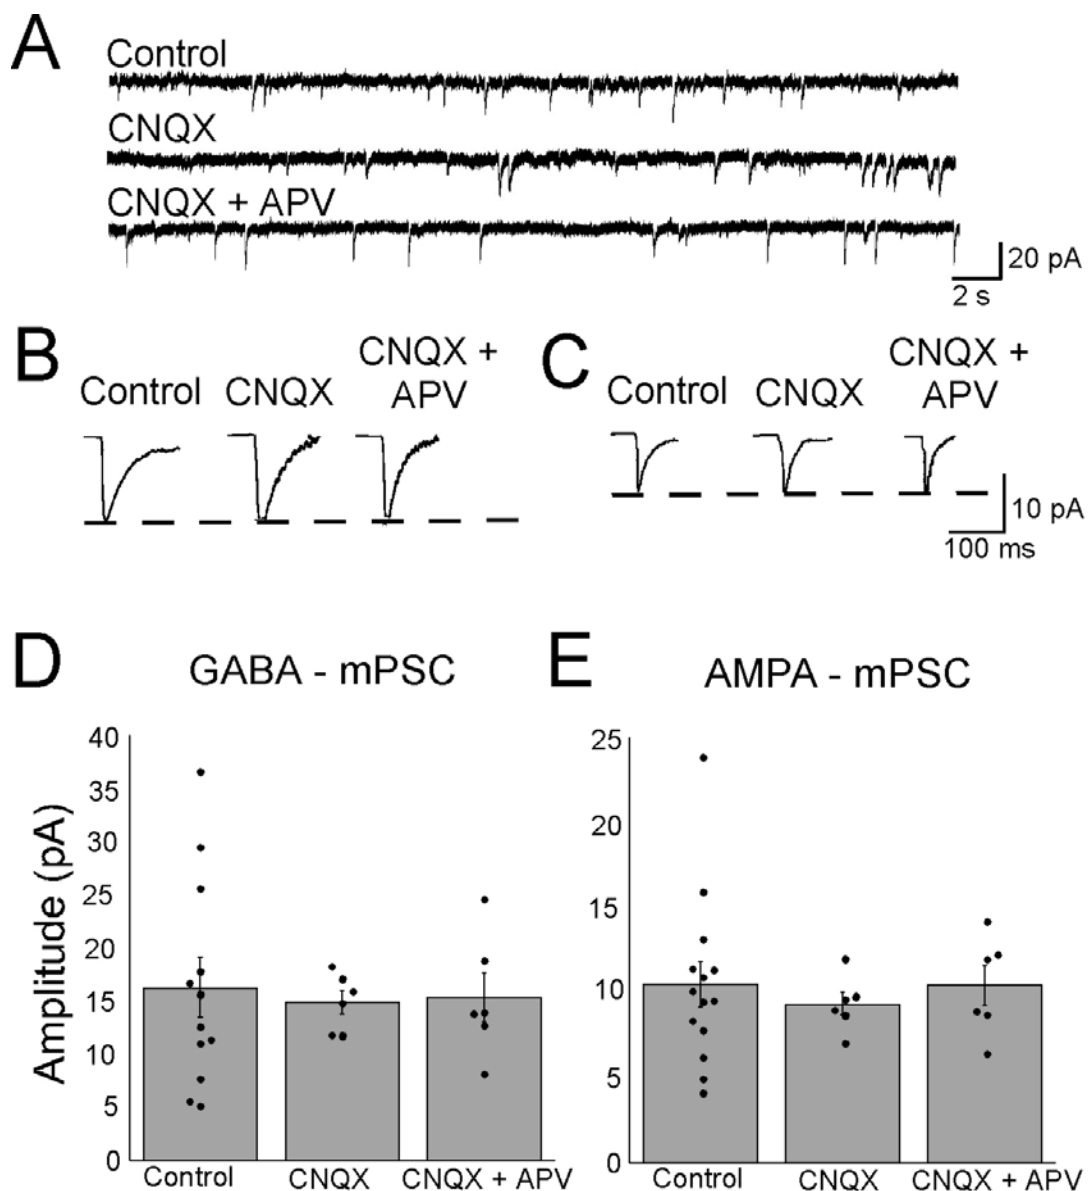 A
Control
CNQX
CNQX + APV
20 pA
2 s
B
Control
CNQX
CNQX +
APV
C
Control
CNQX
CNQX +
APV
10 pA
100 ms
D
GABA - mPSC
Amplitude (pA)
40
35
30
25
20
15
10
5
0
Control
CNQX
CNQX + APV
E
AMPA - mPSC
25
20
15
10
5
0
Control
CNQX
CNQX + APV